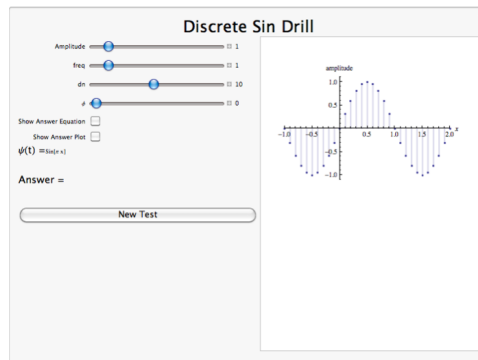 Discrete Sin Drill
Amplitude 1
freq 1
dn 10
ϕ 0
Show Answer Equation
Show Answer Plot
ψ(t) =Sin[π x]
Answer =
New Test
amplitude
1.0
0.5
-1.0 -0.5 0.5 1.0 1.5 2.0 x
-0.5
-1.0